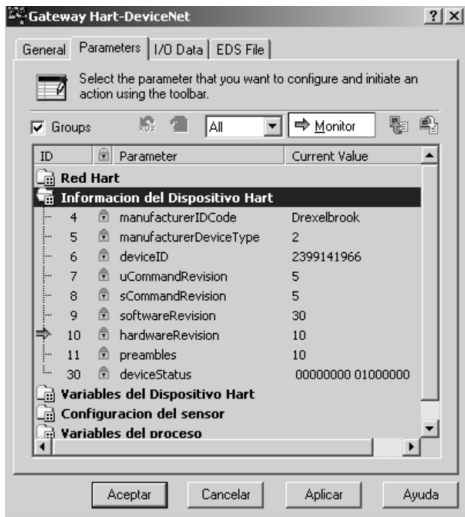 Gateway Hart-DeviceNet
General Parameters I/O Data EDS File
Select the parameter that you want to configure and initiate an
action using the toolbar.
Groups All Monitor
ID Parameter Current Value
Red Hart
Informacion del Dispositivo Hart
4 manufacturerIDCode Drexelbrook
5 manufacturerDeviceType 2
6 deviceID 2399141966
7 uCommandRevision 5
8 sCommandRevision 5
9 softwareRevision 30
10 hardwareRevision 10
11 preambles 10
30 deviceStatus 00000000 01000000
Variables del Dispositivo Hart
Configuracion del sensor
Variables del proceso
Aceptar Cancelar Aplicar Ayuda